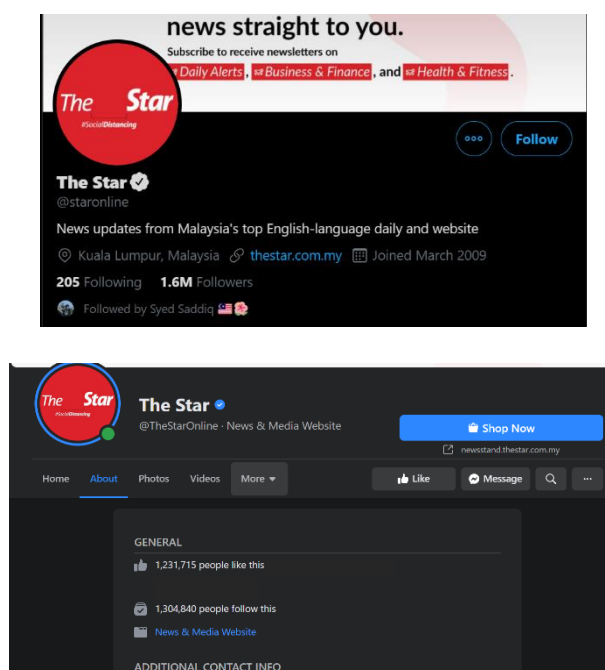 news straight to you.
Subscribe to receive newsletters on
Daily Alerts, Business & Finance, and Health & Fitness.
The Star
#SocialDistancing
Follow
The Star
@staronline
News updates from Malaysia's top English-language daily and website
Kuala Lumpur, Malaysia thestar.com.my Joined March 2009
205 Following 1.6M Followers
Followed by Syed Saddiq 🇲🇾🌺
The Star
#SocialDistancing
The Star
@TheStarOnline · News & Media Website
Shop Now
newsstand.thestar.com.my
Home About Photos Videos More Like Message
GENERAL
1,231,715 people like this
1,304,840 people follow this
News & Media Website
ADDITIONAL CONTACT INFO